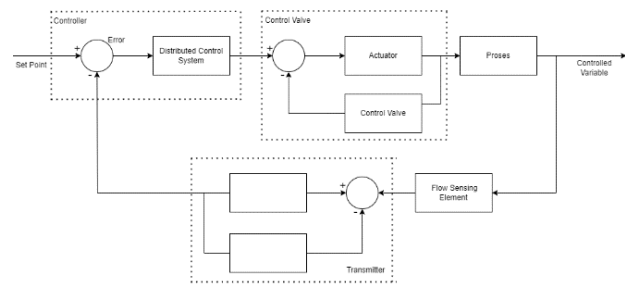 Controller
Control Valve
+
Error
Distributed Control
System
+
Actuator
Proses
Set Point
-
-
Controlled
Variable
Control Valve
+
Flow Sensing
Element
-
Transmitter